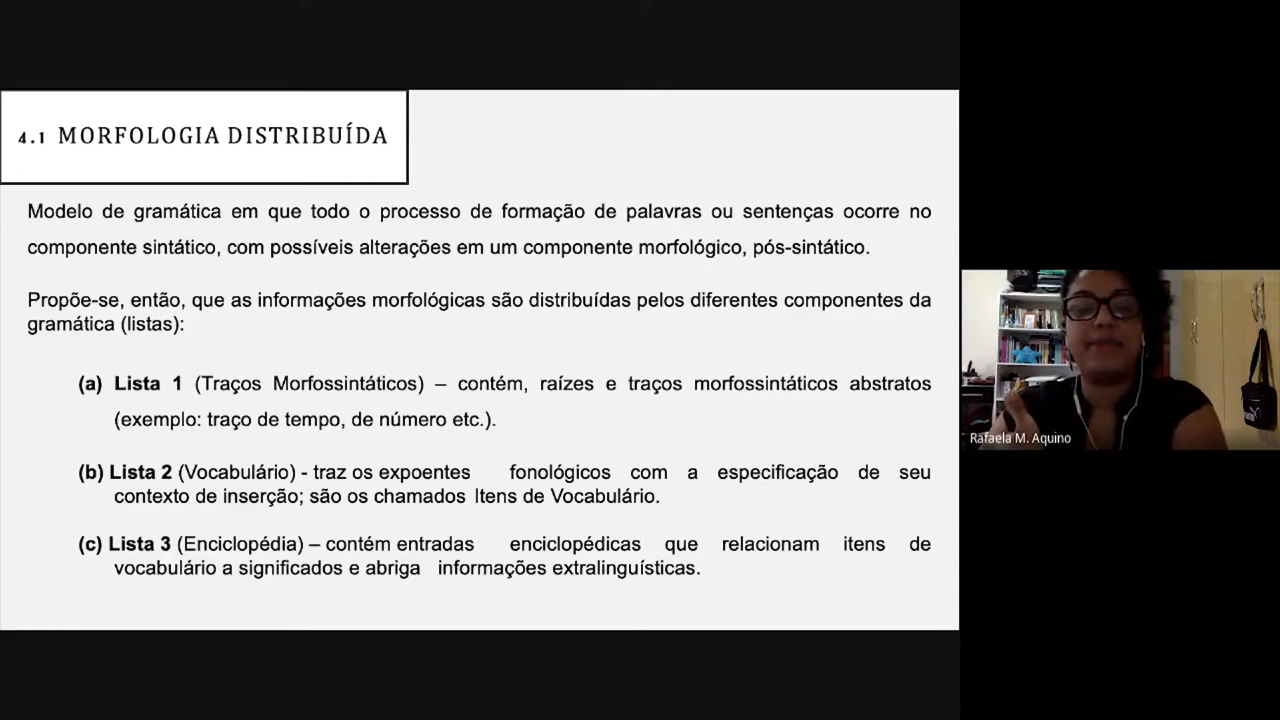 4.1 MORFOLOGIA DISTRIBUÍDA
Modelo de gramática em que todo o processo de formação de palavras ou sentenças ocorre no
componente sintático, com possíveis alterações em um componente morfológico, pós-sintático.
Propõe-se, então, que as informações morfológicas são distribuídas pelos diferentes componentes da
gramática (listas):
(a) Lista 1 (Traços Morfossintáticos) – contém, raízes e traços morfossintáticos abstratos
(exemplo: traço de tempo, de número etc.).
(b) Lista 2 (Vocabulário) - traz os expoentes fonológicos com a especificação de seu
contexto de inserção; são os chamados Itens de Vocabulário.
(c) Lista 3 (Enciclopédia) – contém entradas enciclopédicas que relacionam itens de
vocabulário a significados e abriga informações extralinguísticas.
Rafaela M. Aquino